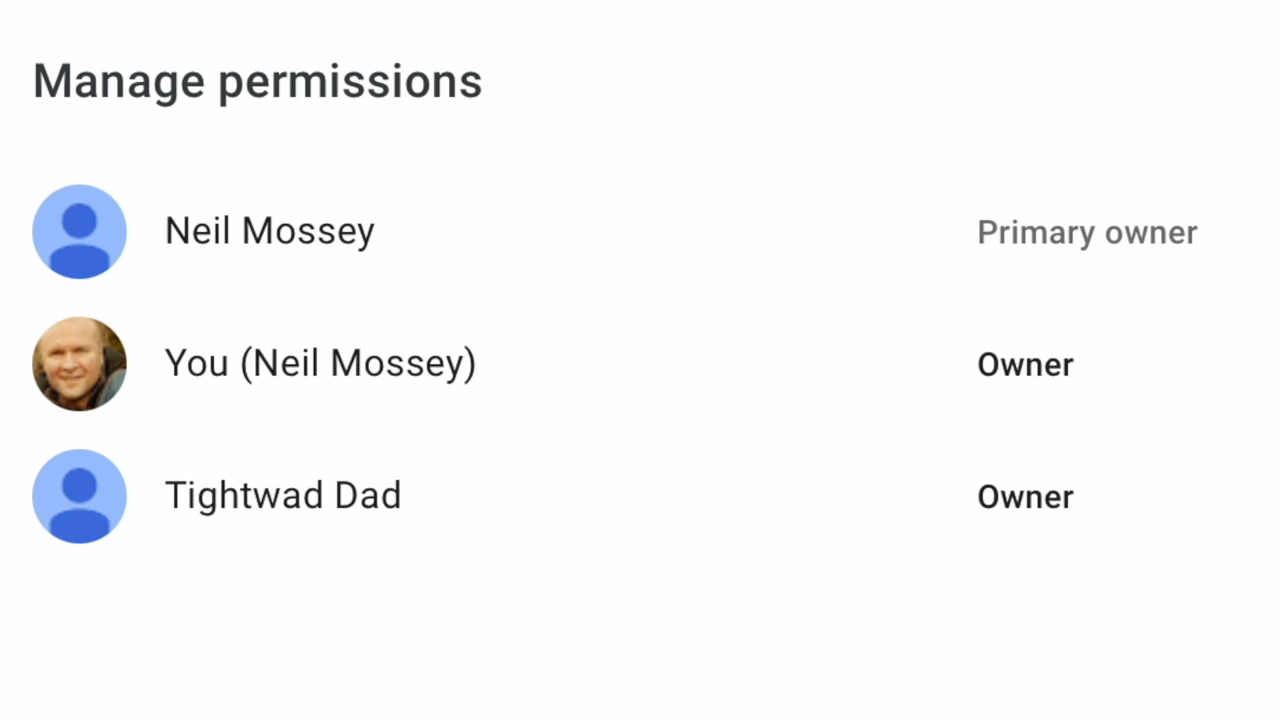 Manage permissions
Neil Mossey Primary owner
You (Neil Mossey) Owner
Tightwad Dad Owner